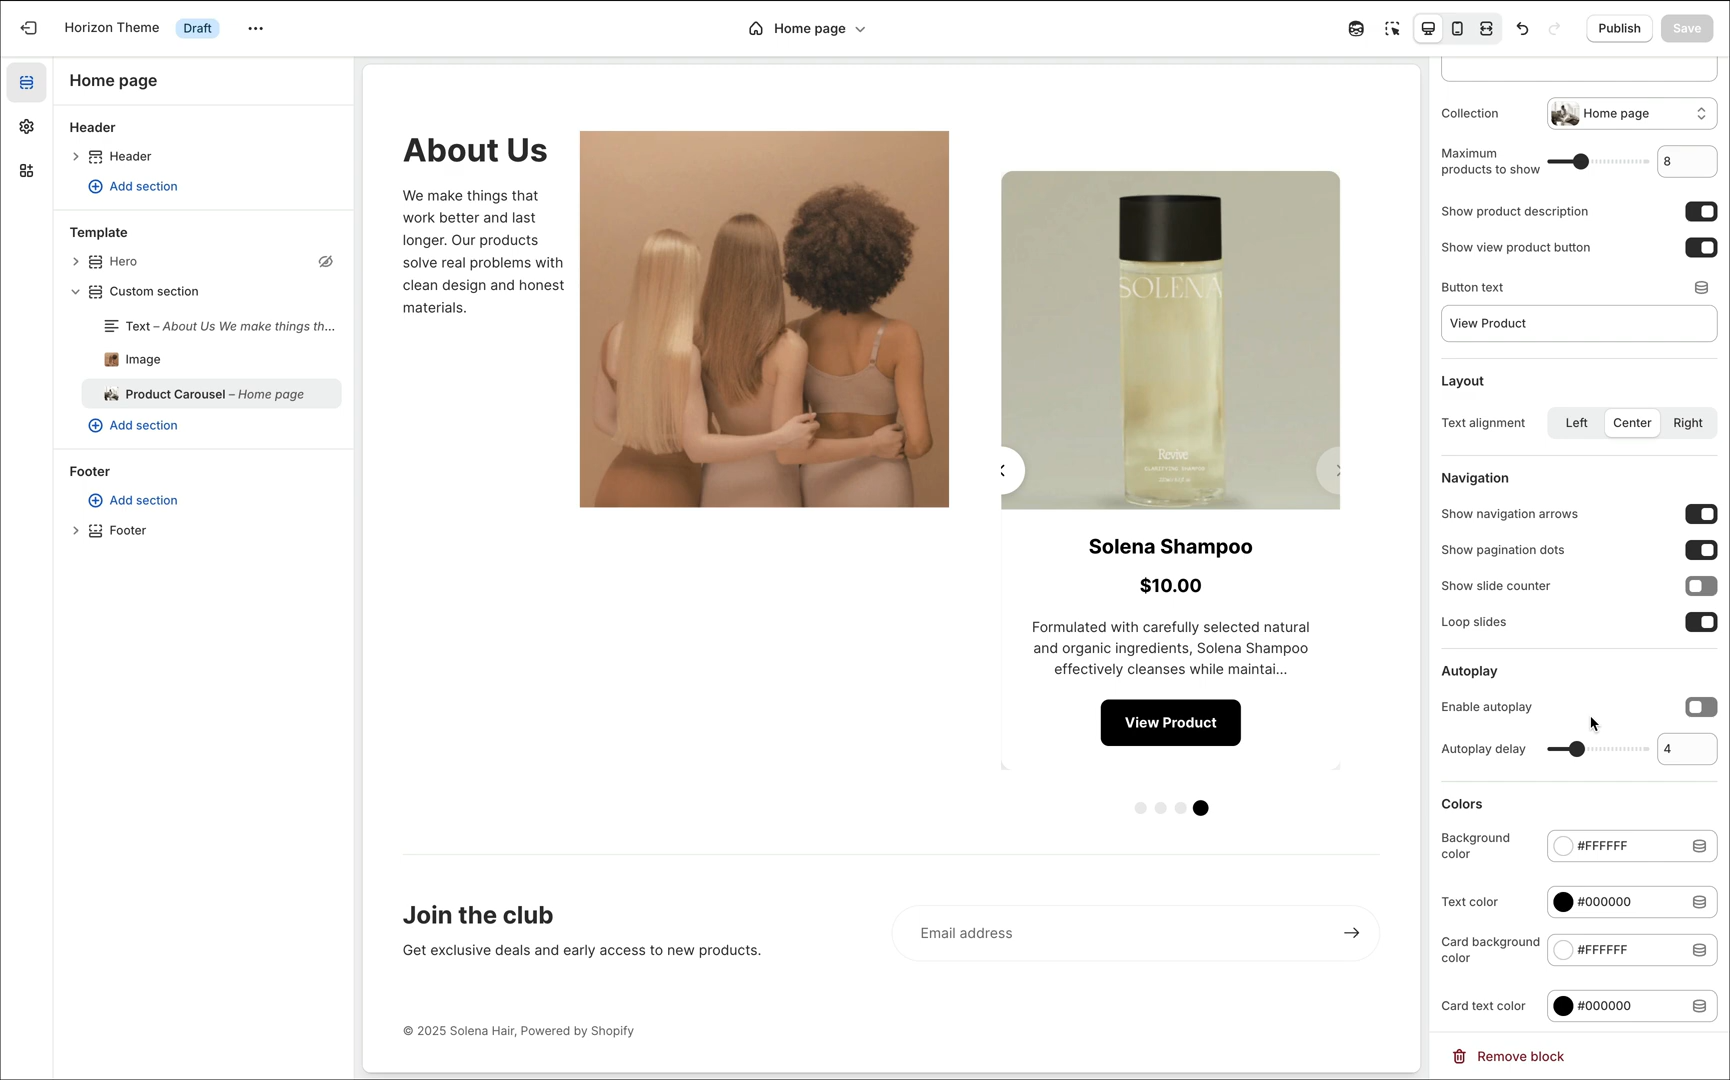 Horizon Theme
Draft
Home page
Publish
Save
Home page
Header
Header
Add section
Template
Hero
Custom section
Text – About Us We make things th...
Image
Product Carousel – Home page
Add section
Footer
Add section
Footer
About Us
We make things that
work better and last
longer. Our products
solve real problems with
clean design and honest
materials.
SOLENA
Revive
CLARIFYING SHAMPOO
Solena Shampoo
$10.00
Formulated with carefully selected natural
and organic ingredients, Solena Shampoo
effectively cleanses while maintai...
View Product
Join the club
Get exclusive deals and early access to new products.
Email address
© 2025 Solena Hair, Powered by Shopify
Collection
Home page
Maximum
products to show
8
Show product description
Show view product button
Button text
View Product
Layout
Text alignment
Left
Center
Right
Navigation
Show navigation arrows
Show pagination dots
Show slide counter
Loop slides
Autoplay
Enable autoplay
Autoplay delay
4
Colors
Background
color
#FFFFFF
Text color
#000000
Card background
color
#FFFFFF
Card text color
#000000
Remove block